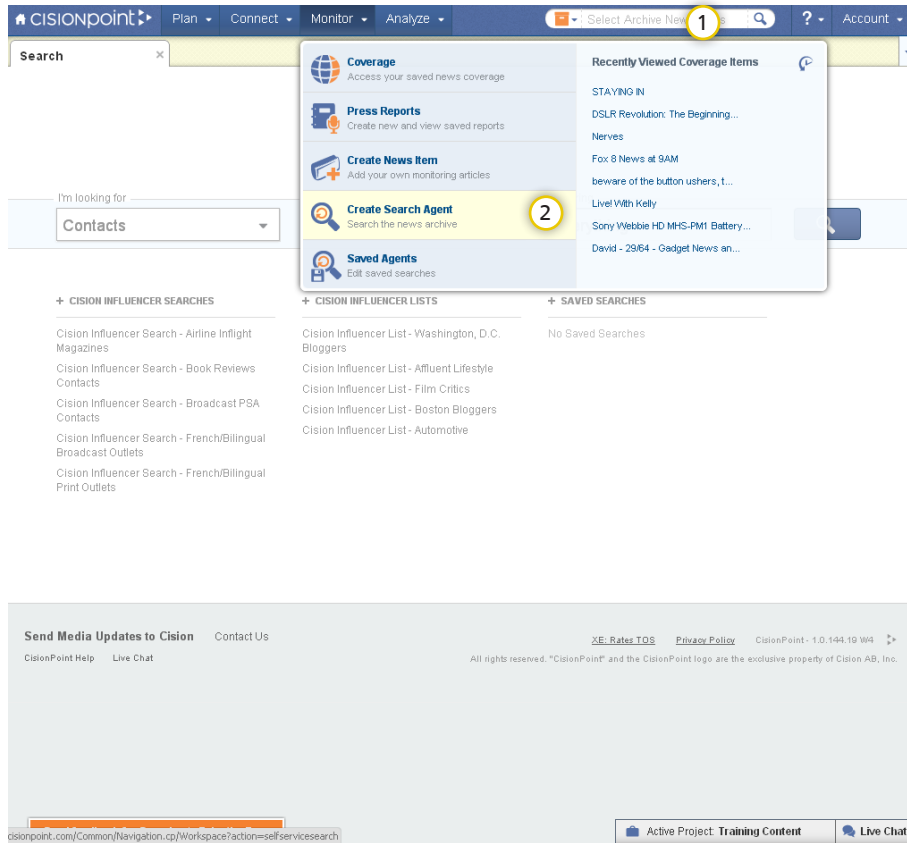 CISIONPOINT
Plan
Connect
Monitor
Analyze
Select Archive New
s
1
?
Account
Search
×
Coverage
Access your saved news coverage
Press Reports
Create new and view saved reports
Create News Item
Add your own monitoring articles
Create Search Agent
Search the news archive
2
Saved Agents
Edit saved searches
Recently Viewed Coverage Items
STAYING IN
DSLR Revolution: The Beginning...
Nerves
Fox 8 News at 9AM
beware of the button ushers, t...
Live! With Kelly
Sony Webbie HD MHS-PM1 Battery...
David - 29/64 - Gadget News an...
I'm looking for
Contacts
+ CISION INFLUENCER SEARCHES
Cision Influencer Search - Airline Inflight
Magazines
Cision Influencer Search - Book Reviews
Contacts
Cision Influencer Search - Broadcast PSA
Contacts
Cision Influencer Search - French/Bilingual
Broadcast Outlets
Cision Influencer Search - French/Bilingual
Print Outlets
+ CISION INFLUENCER LISTS
Cision Influencer List - Washington, D.C.
Bloggers
Cision Influencer List - Affluent Lifestyle
Cision Influencer List - Film Critics
Cision Influencer List - Boston Bloggers
Cision Influencer List - Automotive
+ SAVED SEARCHES
No Saved Searches
Send Media Updates to Cision Contact Us
CisionPoint Help Live Chat
XE: Rates TOS Privacy Policy CisionPoint - 1.0.144.19 W4
All rights reserved. "CisionPoint" and the CisionPoint logo are the exclusive property of Cision AB, Inc.
cisionpoint.com/Common/Navigation.cp/Workspace?action=selfservicesearch
Active Project: Training Content
Live Chat